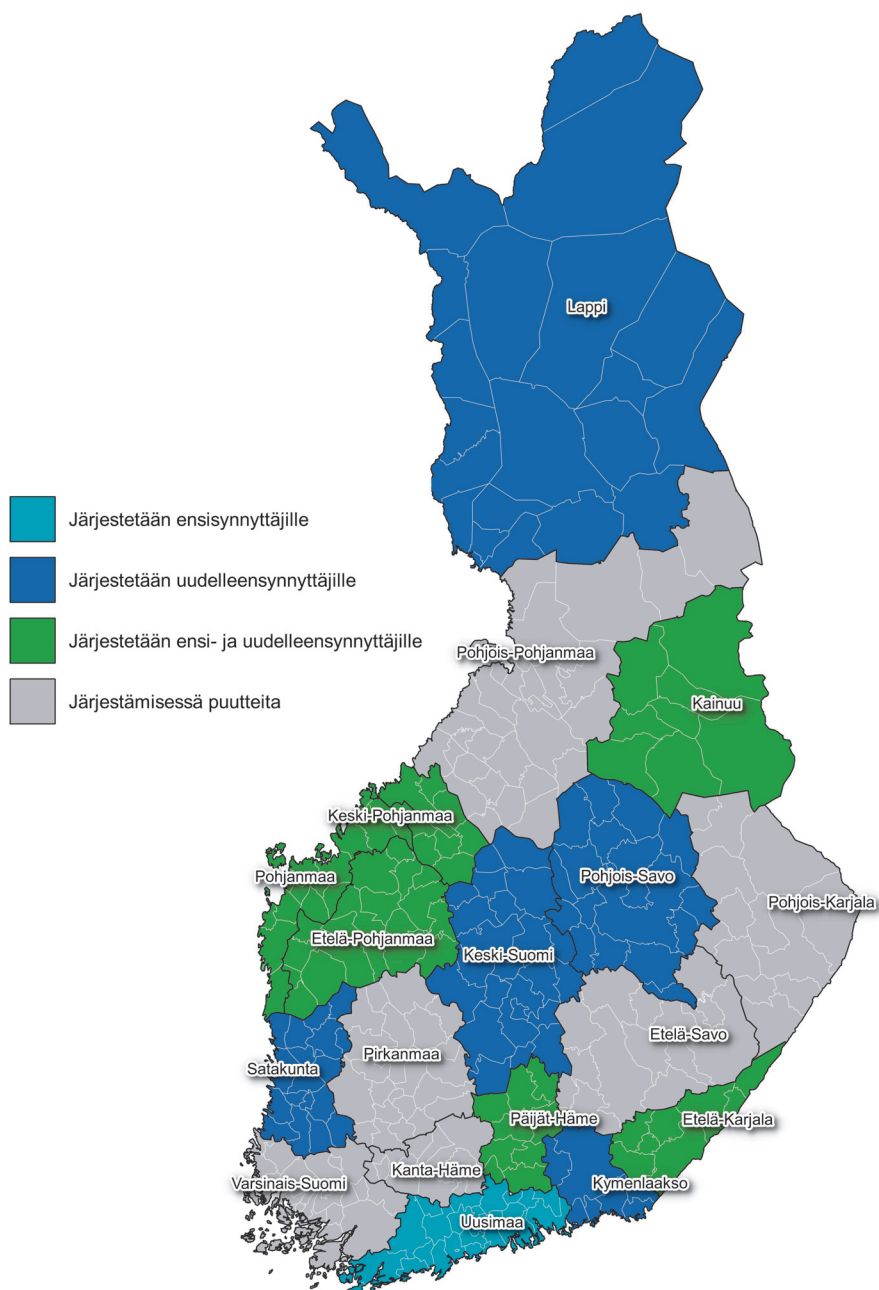 Lappi
Järjestetään ensisynnyttäjille
Järjestetään uudelleensynnyttäjille
Järjestetään ensi- ja uudelleensynnyttäjille
Järjestämisessä puutteita
Pohjois-Pohjanmaa
Kainuu
Keski-Pohjanmaa
Pohjanmaa
Pohjois-Savo
Pohjois-Karjala
Etelä-Pohjanmaa
Keski-Suomi
Etelä-Savo
Pirkanmaa
Satakunta
Päijät-Häme
Etelä-Karjala
Kanta-Häme
Varsinais-Suomi
Kymenlaakso
Uusimaa